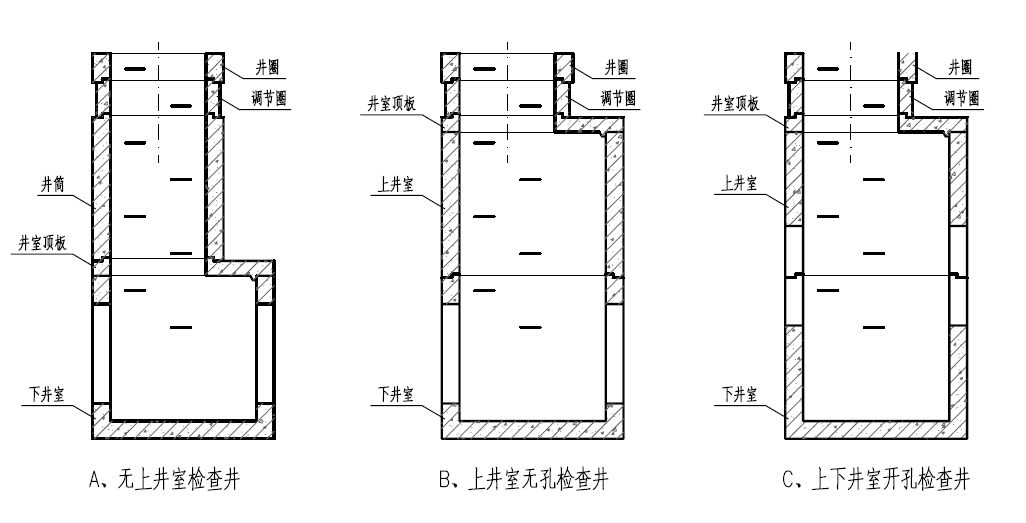 井圈
调节圈
井筒
井室顶板
下井室
A、无上井室检查井
井圈
调节圈
井室顶板
上井室
下井室
B、上井室无孔检查井
井圈
调节圈
井室顶板
上井室
下井室
C、上下井室开孔检查井